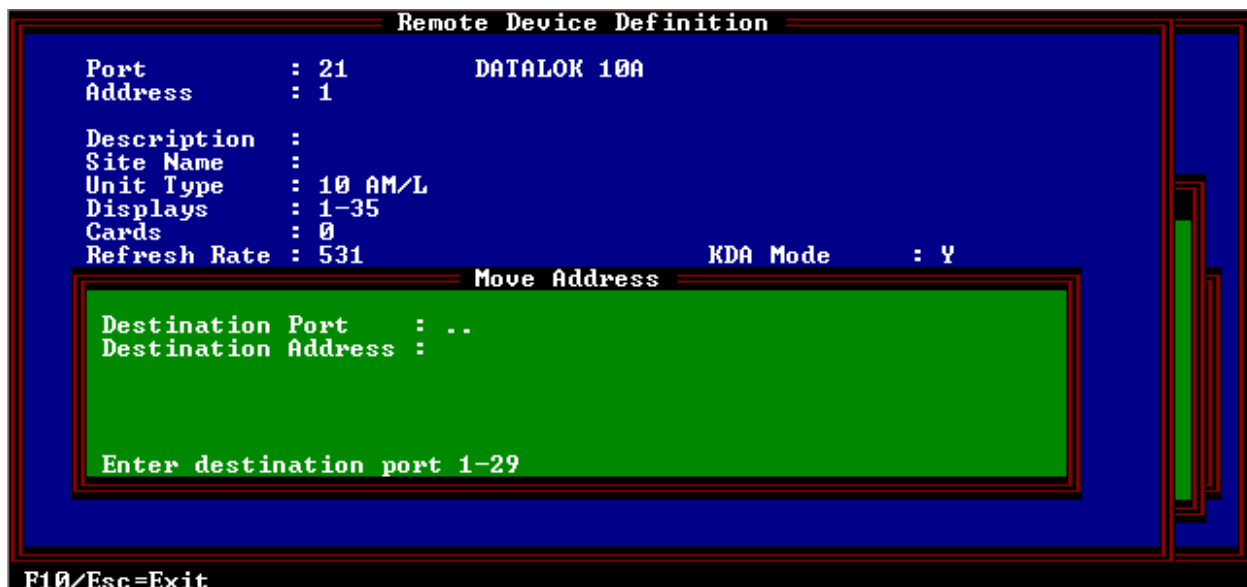 Remote Device Definition
Port : 21 DATALOK 10A
Address : 1
Description :
Site Name :
Unit Type : 10 AM/L
Displays : 1-35
Cards : 0
Refresh Rate : 531 KDA Mode : Y
Move Address
Destination Port : ..
Destination Address :
Enter destination port 1-29
F10/Esc=Exit